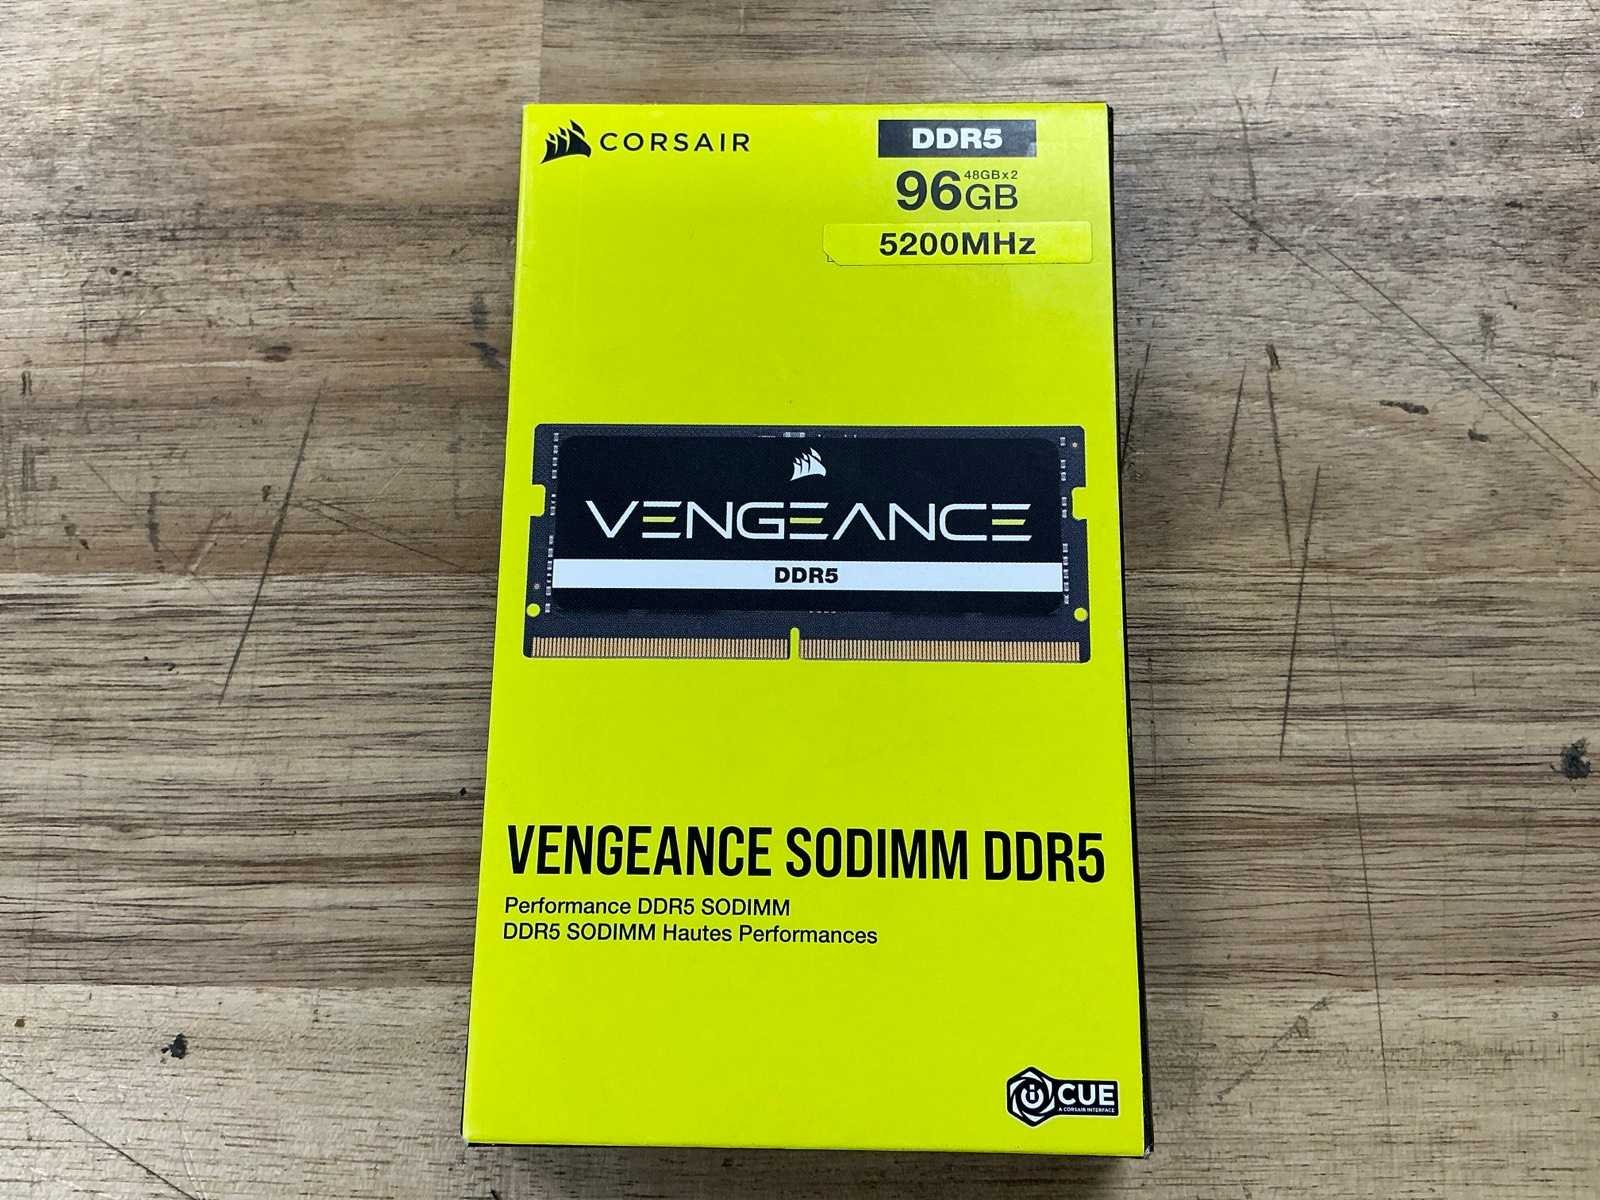 CORSAIR
DDR5
48GBx2
96GB
5200MHz
VENGEANCE
DDR5
VENGEANCE SODIMM DDR5
Performance DDR5 SODIMM
DDR5 SODIMM Hautes Performances
iCUE
A CORSAIR INTERFACE